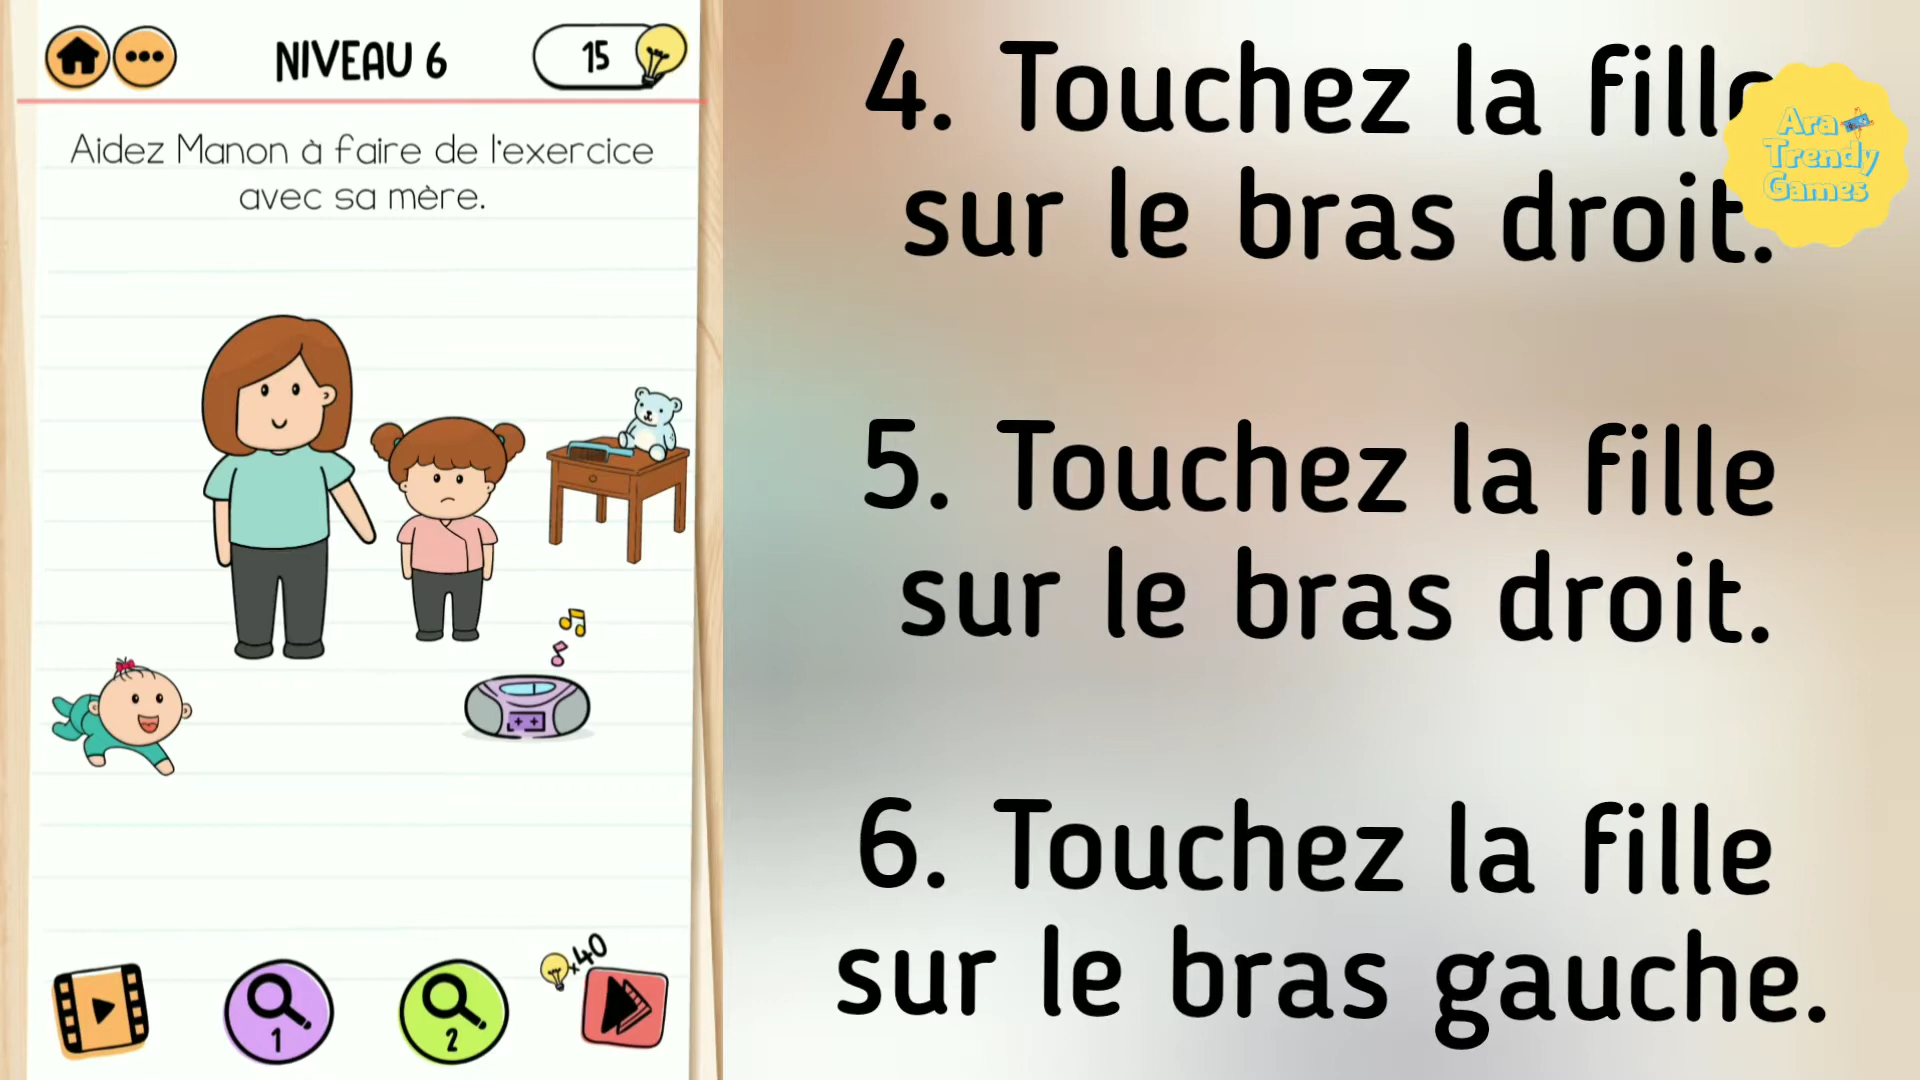 NIVEAU 6
15
Aidez Manon à faire de l'exercice
avec sa mère.
x40
1
2
4. Touchez la fille
sur le bras droit.
5. Touchez la fille
sur le bras droit.
6. Touchez la fille
sur le bras gauche.
Ara
Trendy
Games